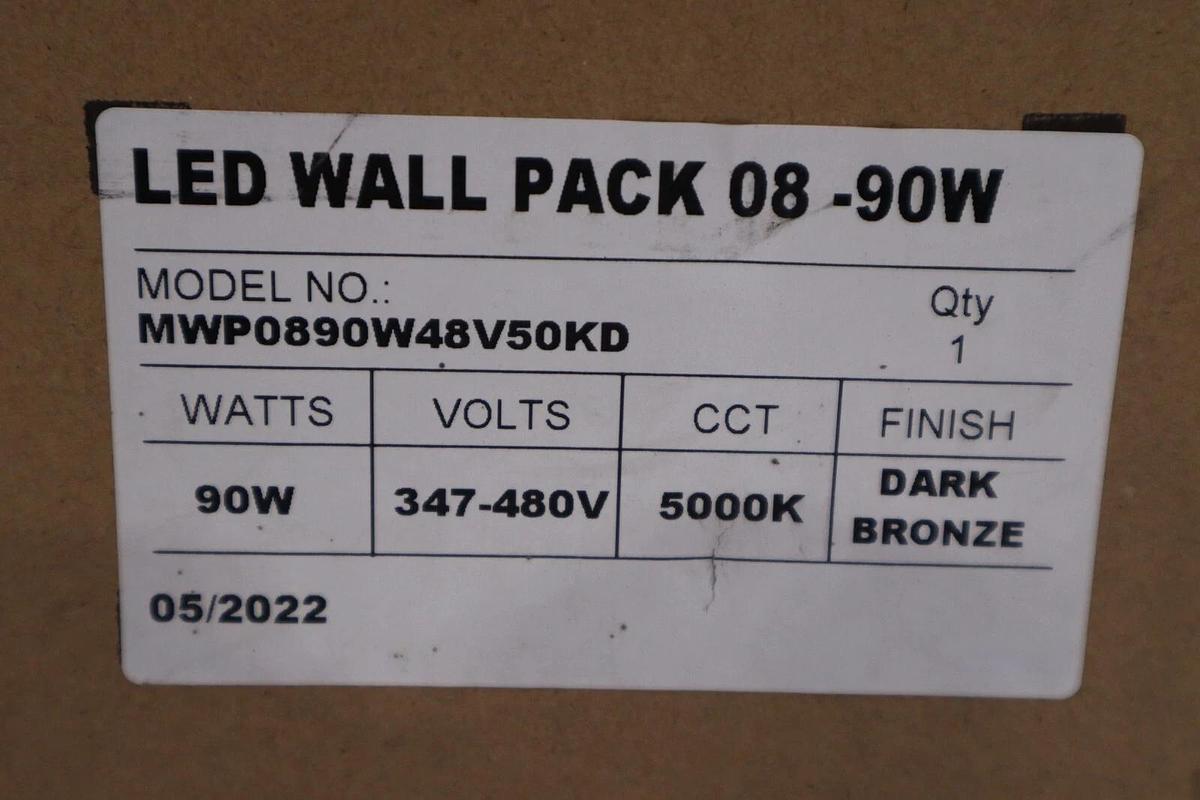 LED WALL PACK 08 -90W
MODEL NO.:
MWP0890W48V50KD
Qty
1
WATTS VOLTS CCT FINISH
90W 347-480V 5000K DARK BRONZE
05/2022